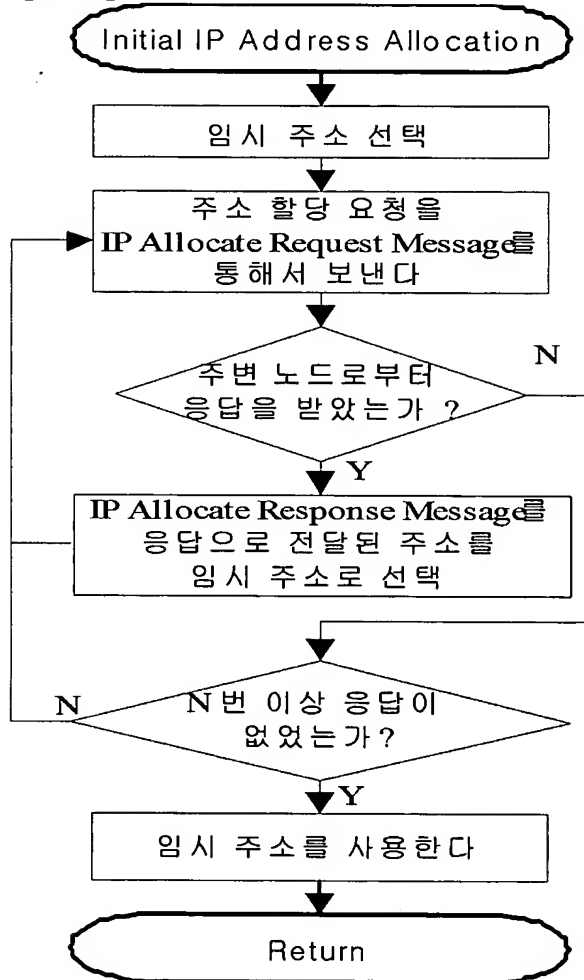 Initial IP Address Allocation
임시 주소 선택
주소 할당 요청을
IP Allocate Request Message를
통해서 보낸다
주변 노드로부터
응답을 받았는가 ?
N
Y
IP Allocate Response Message를
응답으로 전달된 주소를
임시 주소로 선택
N
N번 이상 응답이
없었는가?
Y
임시 주소를 사용한다
Return